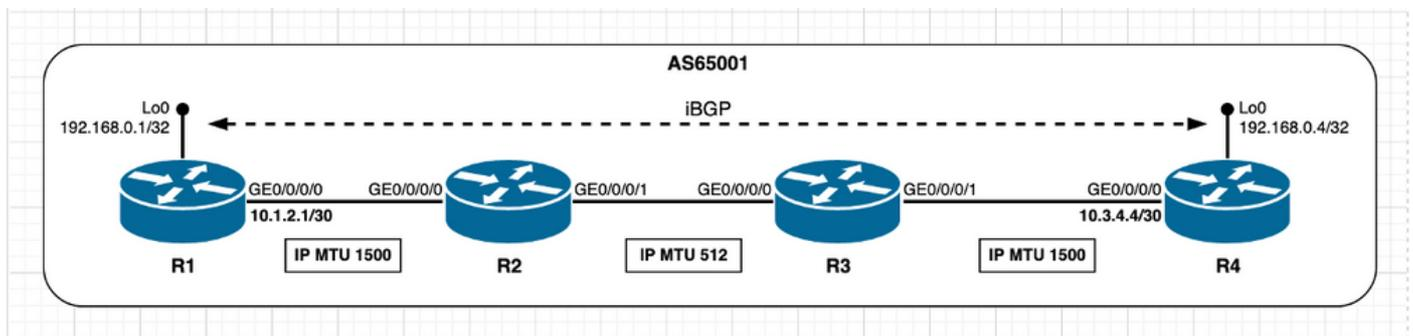 AS65001
iBGP
Lo0
192.168.0.1/32
Lo0
192.168.0.4/32
GE0/0/0/0
GE0/0/0/0
GE0/0/0/1
GE0/0/0/0
GE0/0/0/1
GE0/0/0/0
10.1.2.1/30
10.3.4.4/30
IP MTU 1500
IP MTU 512
IP MTU 1500
R1
R2
R3
R4